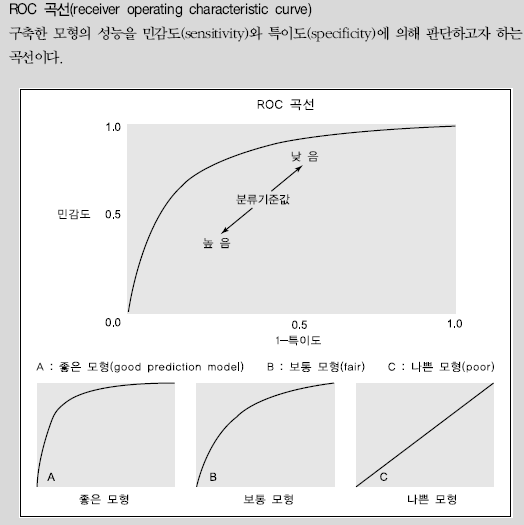 ROC 곡선(receiver operating characteristic curve)
구축한 모형의 성능을 민감도(sensitivity)와 특이도(specificity)에 의해 판단하고자 하는
곡선이다.
ROC 곡선
1.0
낮 음
분류기준값
민감도 0.5
높 음
0.0 0.5 1.0
1-특이도
A : 좋은 모형(good prediction model) B : 보통 모형(fair) C : 나쁜 모형(poor)
A B C
좋은 모형 보통 모형 나쁜 모형